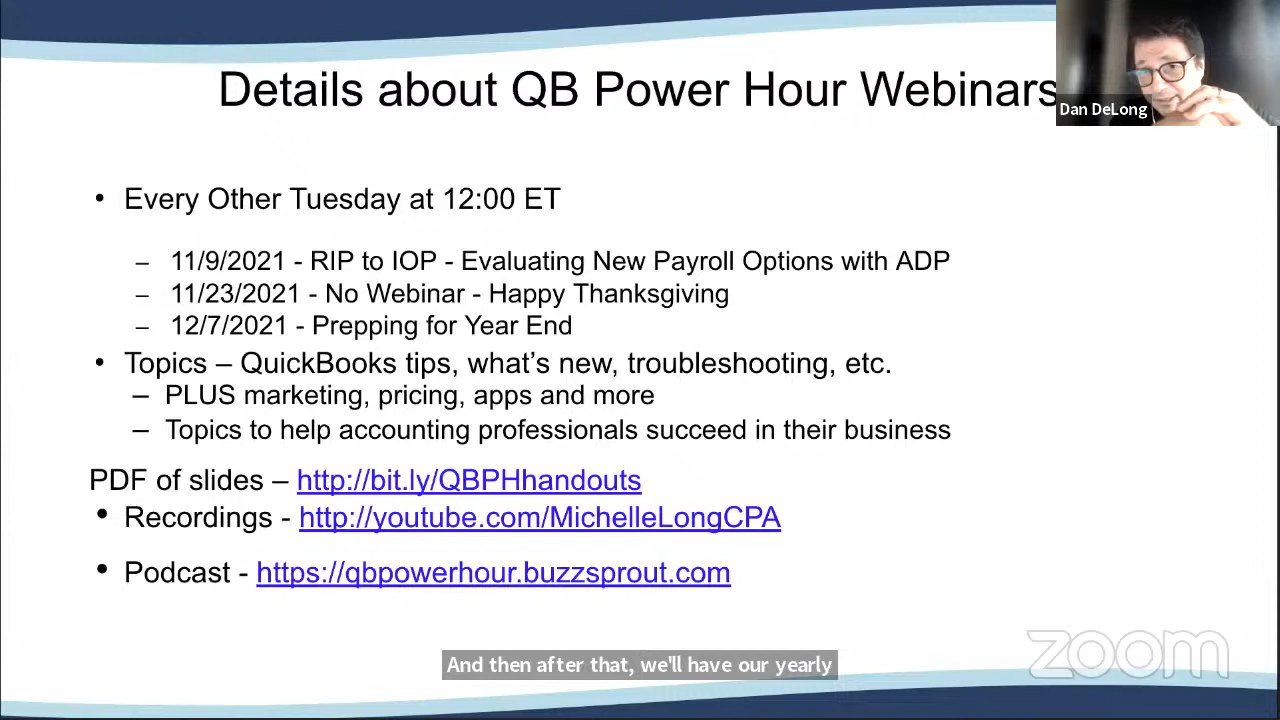 Details about QB Power Hour Webinars
Dan DeLong
• Every Other Tuesday at 12:00 ET
– 11/9/2021 - RIP to IOP - Evaluating New Payroll Options with ADP
– 11/23/2021 - No Webinar - Happy Thanksgiving
– 12/7/2021 - Prepping for Year End
• Topics – QuickBooks tips, what’s new, troubleshooting, etc.
– PLUS marketing, pricing, apps and more
– Topics to help accounting professionals succeed in their business
PDF of slides – http://bit.ly/QBPHhandouts
• Recordings - http://youtube.com/MichelleLongCPA
• Podcast - https://qbpowerhour.buzzsprout.com
zoom
And then after that, we'll have our yearly